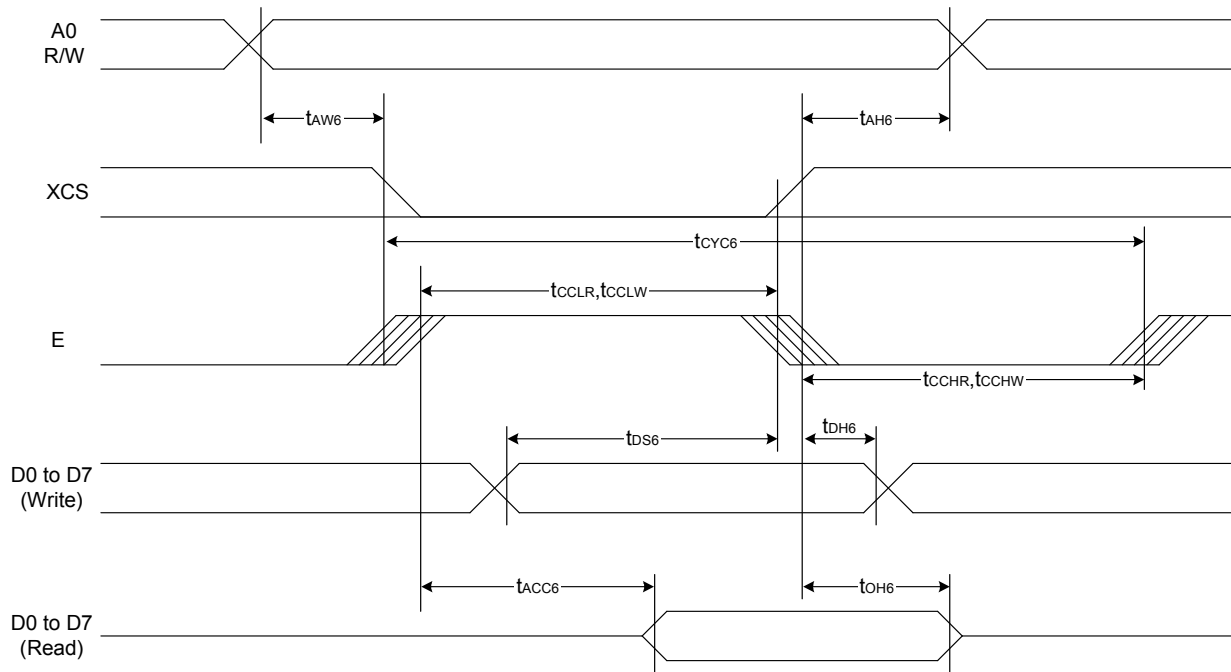 A0
R/W
tAW6
tAH6
XCS
tCYC6
tCCLR,tCCLW
E
tCCHR,tCCHW
tDS6
tDH6
D0 to D7
(Write)
tACC6
tOH6
D0 to D7
(Read)